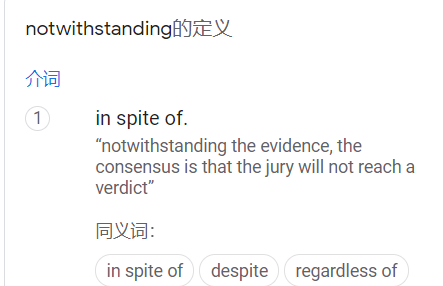 notwithstanding的定义
介词
1
in spite of.
“notwithstanding the evidence, the
consensus is that the jury will not reach a
verdict”
同义词：
in spite of despite regardless of